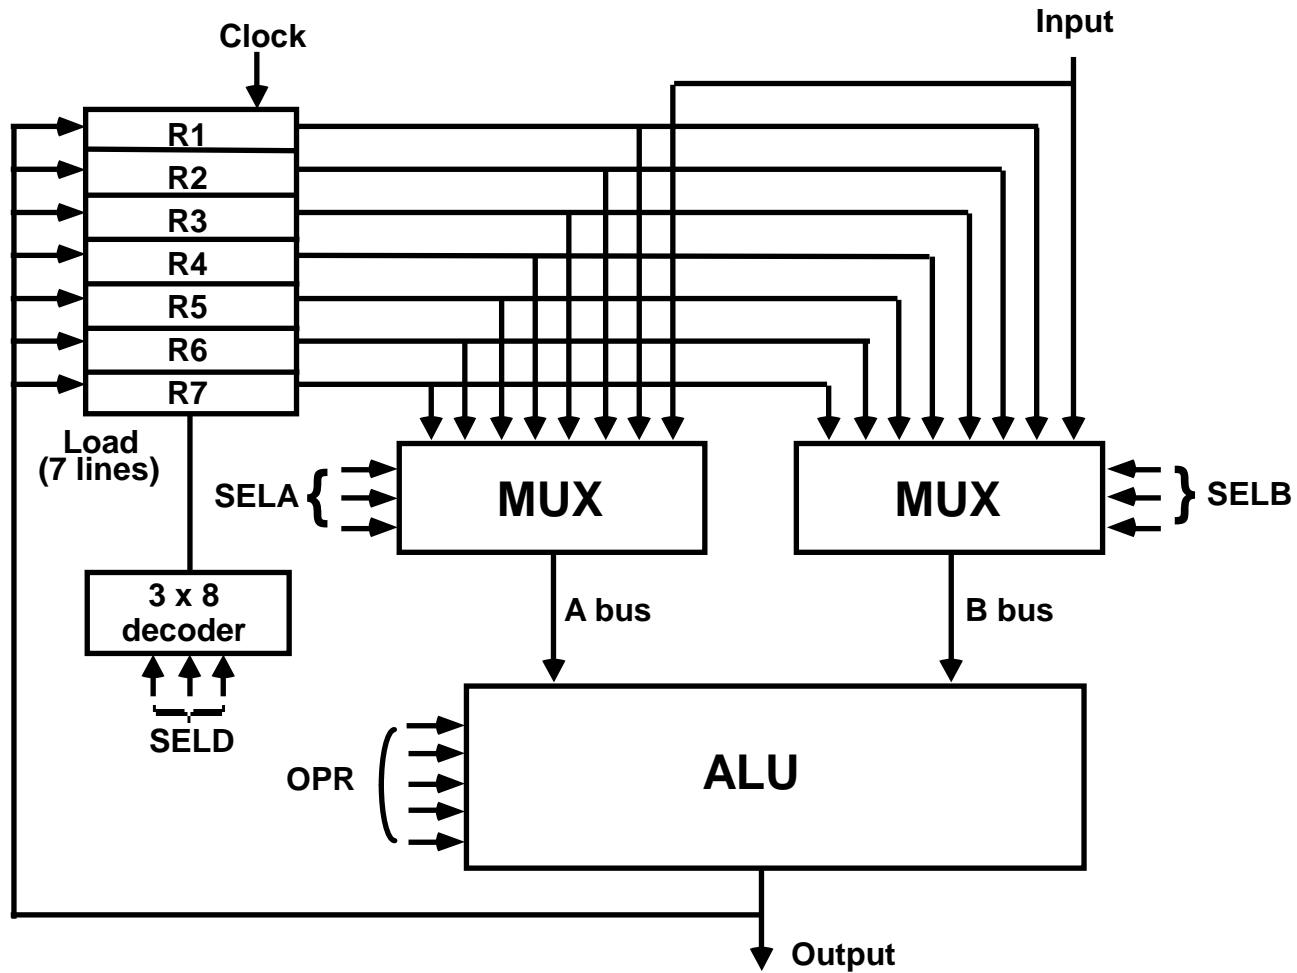 Input
Clock
R1
R2
R3
R4
R5
R6
R7
Load
(7 lines)
SELA {
MUX
MUX
} SELB
3 x 8
decoder
A bus
B bus
SELD
OPR
ALU
Output